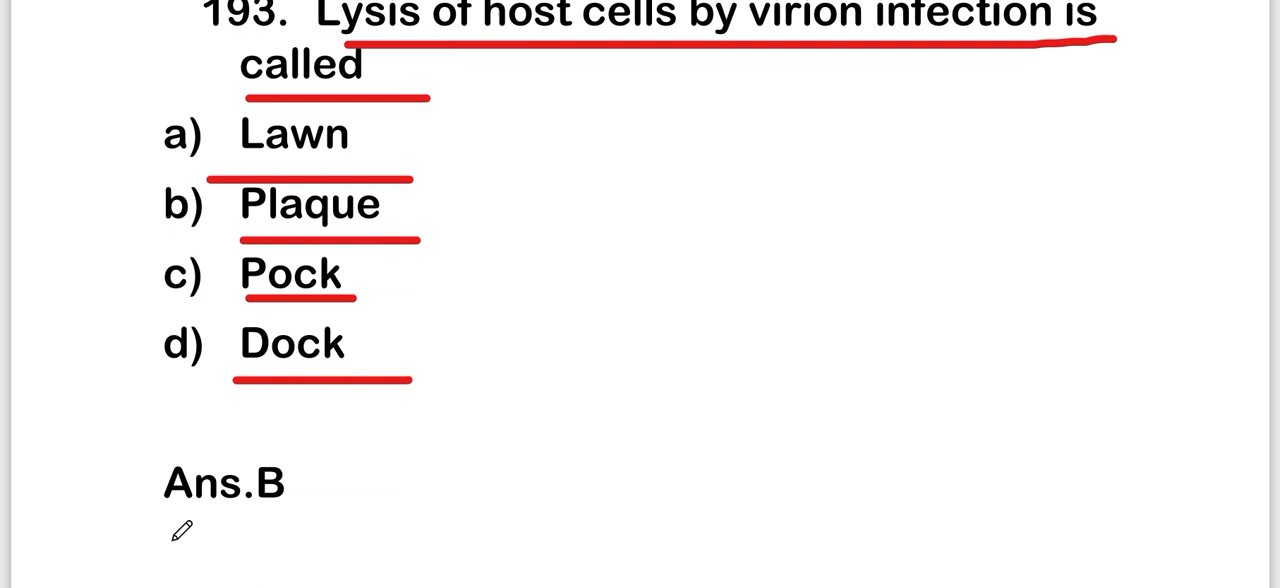 193. Lysis of host cells by virion infection is
called
a) Lawn
b) Plaque
c) Pock
d) Dock
Ans.B